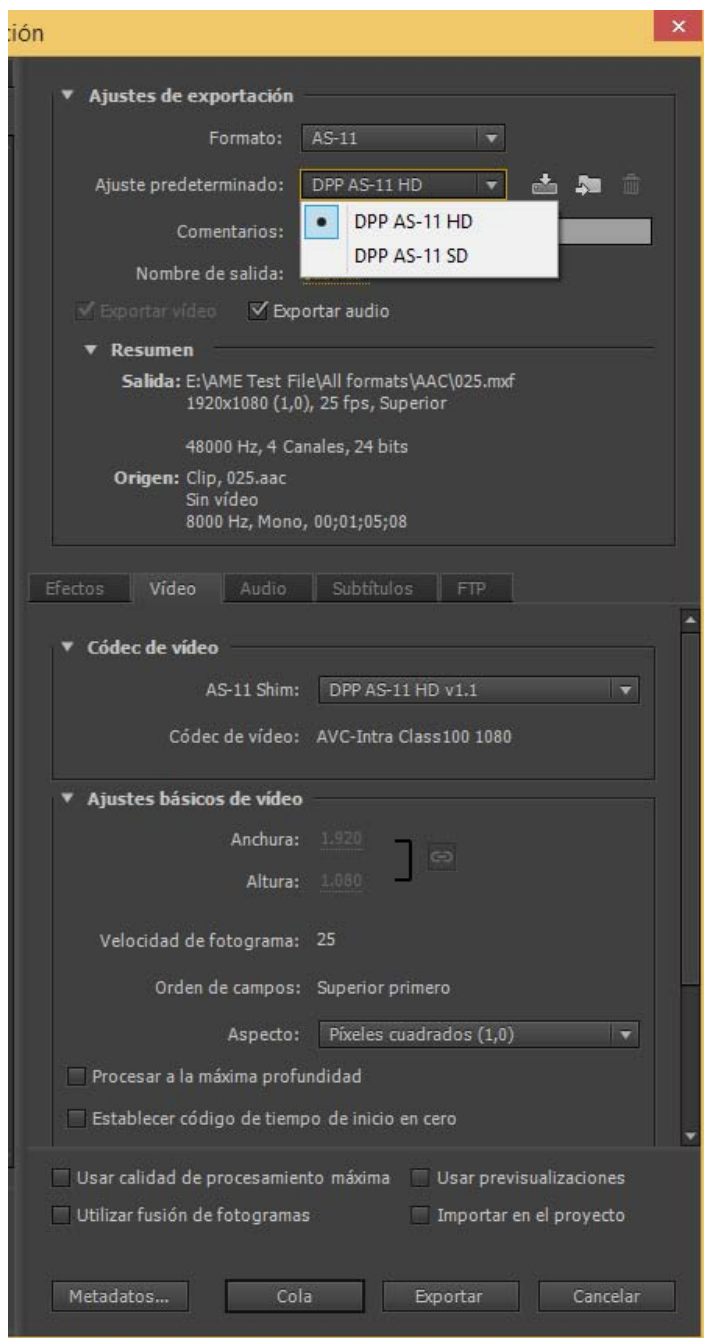 ción
Ajustes de exportación
Formato: AS-11
Ajuste predeterminado: DPP AS-11 HD
DPP AS-11 HD
DPP AS-11 SD
Comentarios:
Nombre de salida:
Exportar vídeo Exportar audio
Resumen
Salida: E:\AME Test File\All formats\AAC\025.mxf
1920x1080 (1,0), 25 fps, Superior
48000 Hz, 4 Canales, 24 bits
Origen: Clip, 025.aac
Sin vídeo
8000 Hz, Mono, 00;01;05;08
Efectos Vídeo Audio Subtítulos FTP
Códec de vídeo
AS-11 Shim: DPP AS-11 HD v1.1
Códec de vídeo: AVC-Intra Class100 1080
Ajustes básicos de vídeo
Anchura: 1.920
Altura: 1.080
Velocidad de fotograma: 25
Orden de campos: Superior primero
Aspecto: Píxeles cuadrados (1,0)
Procesar a la máxima profundidad
Establecer código de tiempo de inicio en cero
Usar calidad de procesamiento máxima Usar previsualizaciones
Utilizar fusión de fotogramas Importar en el proyecto
Metadatos... Cola Exportar Cancelar